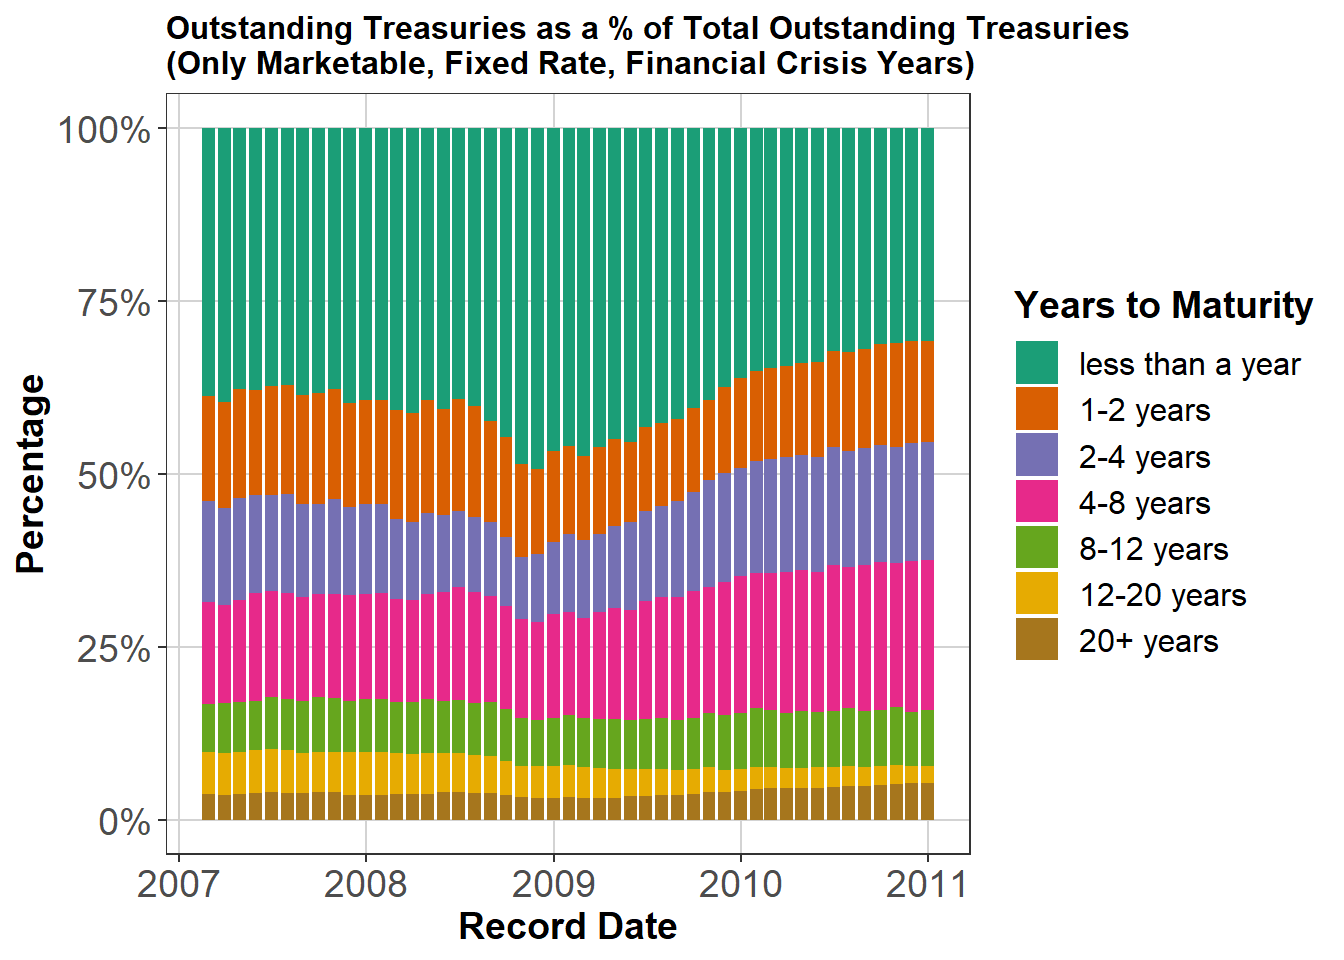 Outstanding Treasuries as a % of Total Outstanding Treasuries
(Only Marketable, Fixed Rate, Financial Crisis Years)
Percentage
100%
75%
50%
25%
0%
2007 2008 2009 2010 2011
Record Date
Years to Maturity
less than a year
1-2 years
2-4 years
4-8 years
8-12 years
12-20 years
20+ years